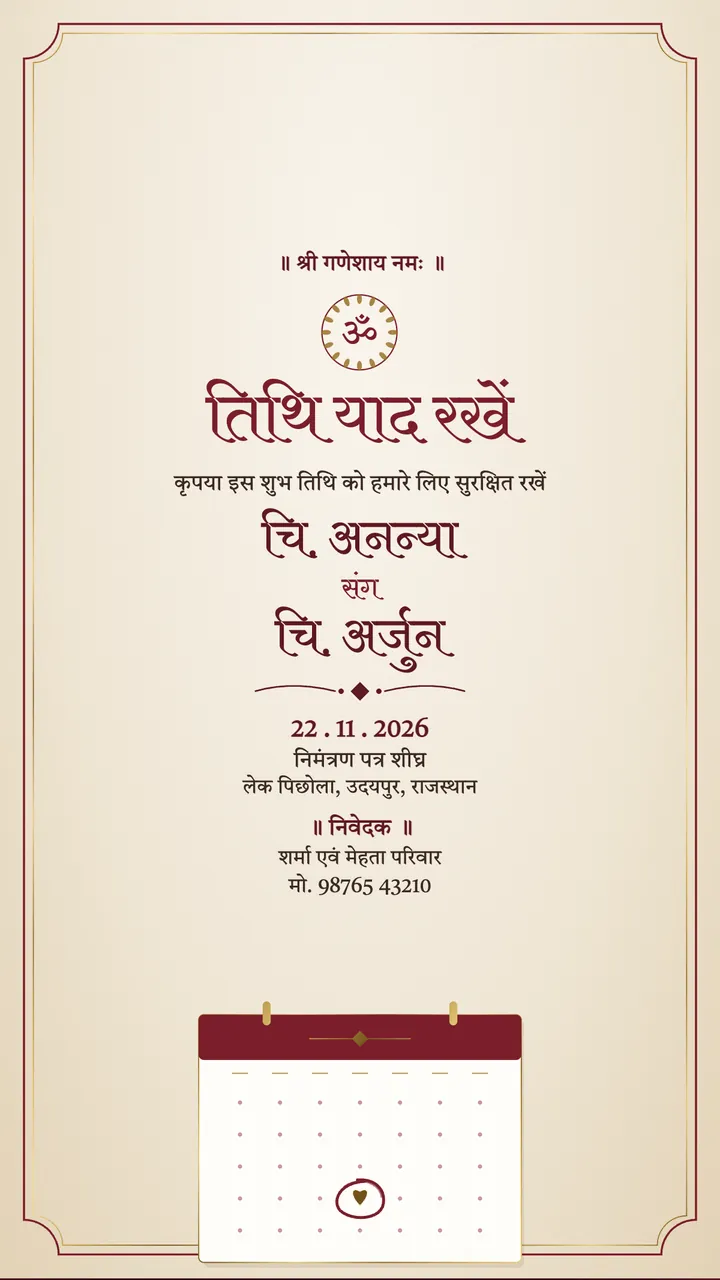 ॥ श्री गणेशाय नमः ॥
ॐ
तिथि याद रखें
कृपया इस शुभ तिथि को हमारे लिए सुरक्षित रखें
चि. अनन्या
संग
चि. अर्जुन
22 . 11 . 2026
निमंत्रण पत्र शीघ्र
लेक पिछोला, उदयपुर, राजस्थान
॥ निवेदक ॥
शर्मा एवं मेहता परिवार
मो. 98765 43210